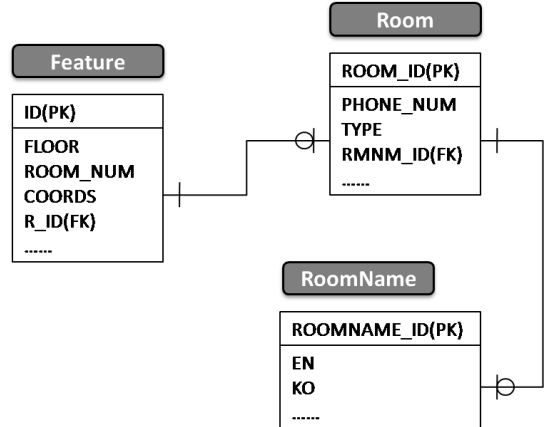 Room
Feature
ROOM_ID(PK)
PHONE_NUM
TYPE
RMNM_ID(FK)
......
ID(PK)
FLOOR
ROOM_NUM
COORDS
R_ID(FK)
......
RoomName
ROOMNAME_ID(PK)
EN
KO
......